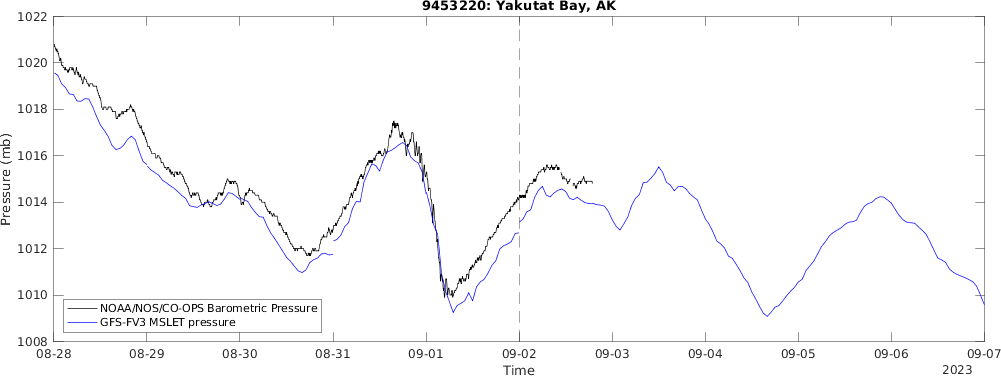 9453220: Yakutat Bay, AK
1022
1020
1018
1016
1014
1012
1010
1008
Pressure (mb)
NOAA/NOS/CO-OPS Barometric Pressure
GFS-FV3 MSLET pressure
08-28 08-29 08-30 08-31 09-01 09-02 09-03 09-04 09-05 09-06 09-07
Time
2023